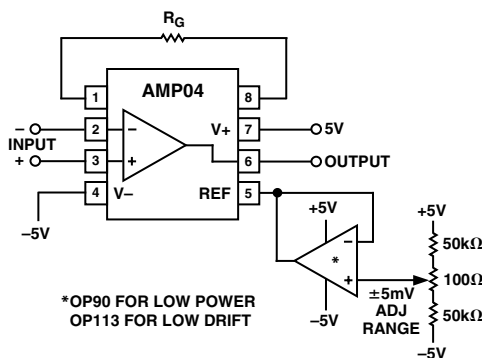 RG
AMP04
1
8
2
–
V+
7
5V
–
INPUT
+
3
+
6
OUTPUT
4
V–
REF
5
–5V
+5V
–
*
+
–5V
±5mV
ADJ
RANGE
+5V
50kΩ
100Ω
50kΩ
–5V
*OP90 FOR LOW POWER
OP113 FOR LOW DRIFT